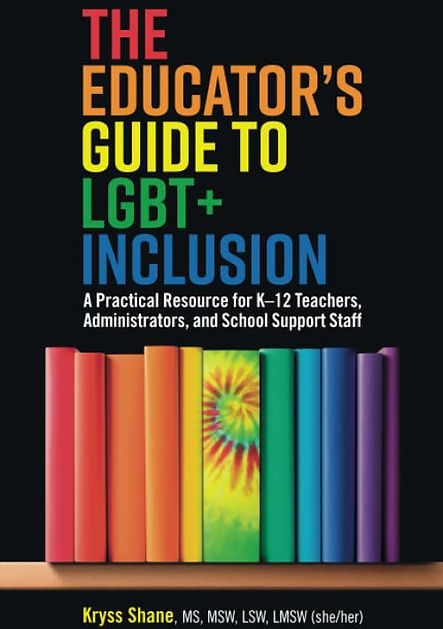 THE
EDUCATOR'S
GUIDE TO
LGBT+
INCLUSION
A Practical Resource for K–12 Teachers,
Administrators, and School Support Staff
Kryss Shane, MS, MSW, LSW, LMSW (she/her)